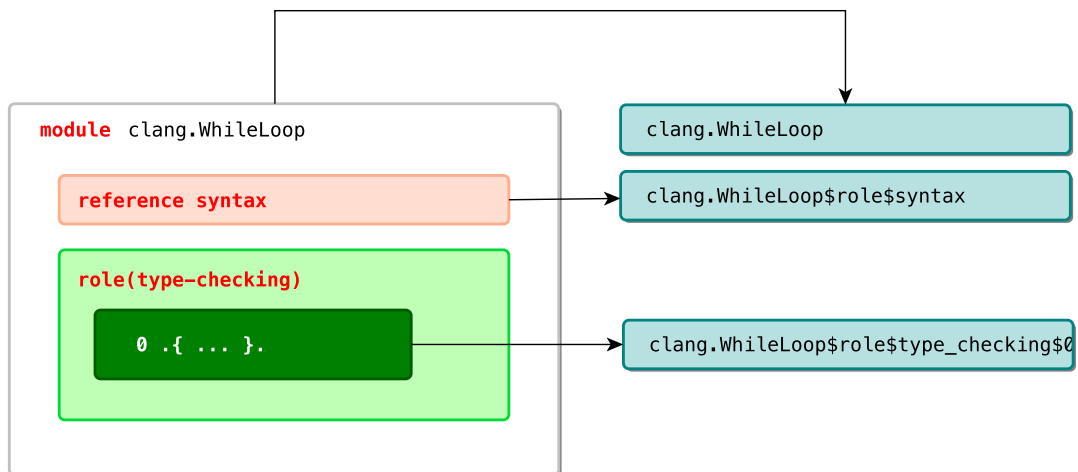 module clang.WhileLoop
clang.WhileLoop
reference syntax
clang.WhileLoop$role$syntax
role(type-checking)
0 .{ ... }.
clang.WhileLoop$role$type_checking$0